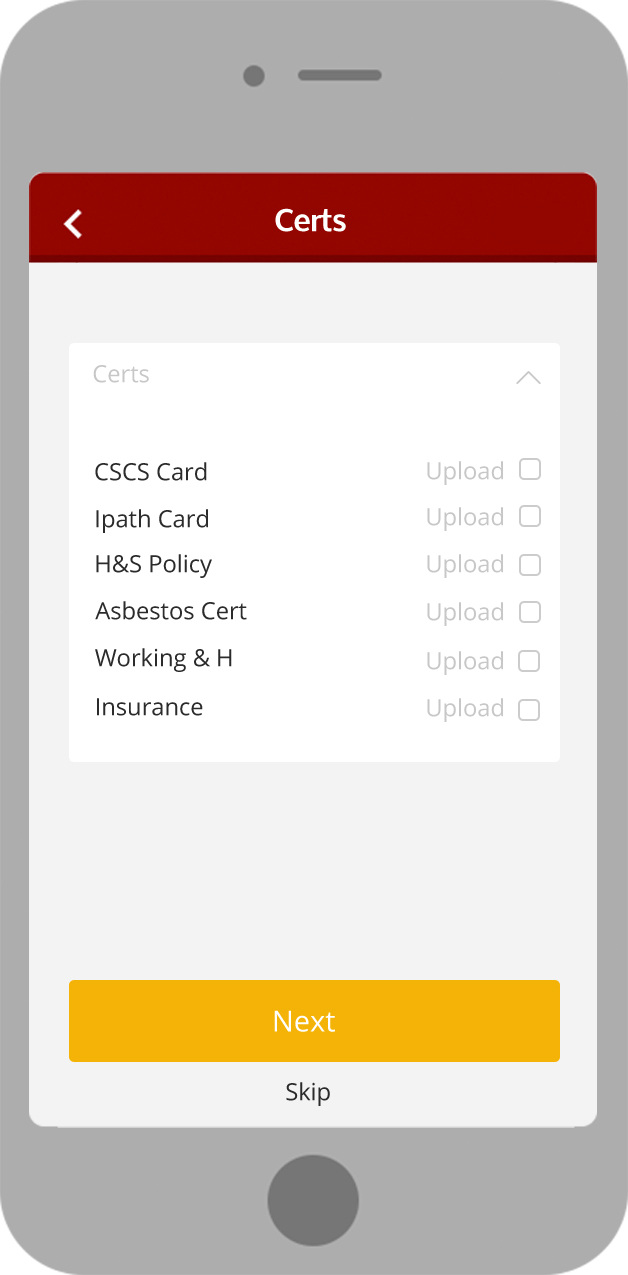 Certs
Certs
CSCS Card Upload
Ipath Card Upload
H&S Policy Upload
Asbestos Cert Upload
Working & H Upload
Insurance Upload
Next
Skip